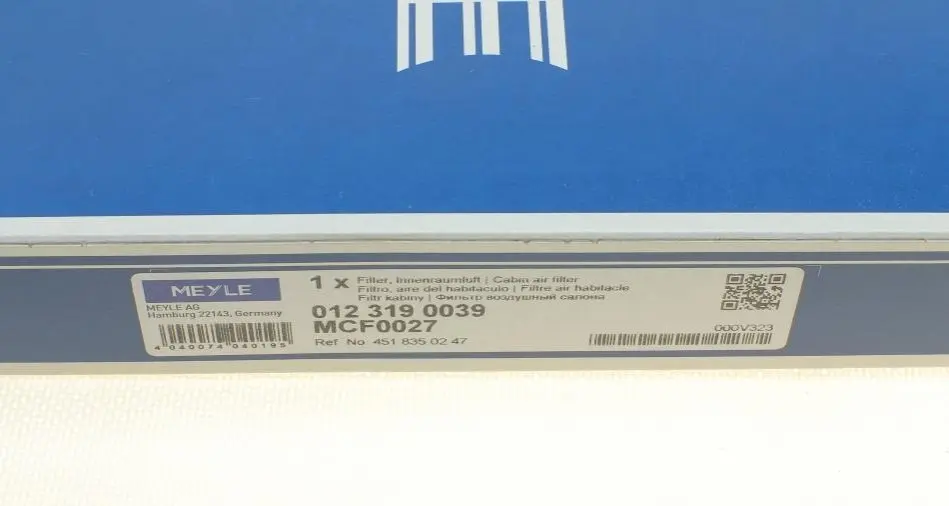 MEYLE
MEYLE AG
Hamburg 22143, Germany
4 040074 040195
1 x Filter, Innenraumluft | Cabin air filter
Filtro, aire del habitáculo | Filtre air habitacle
Filtr kabiny | Фильтр воздушный салона
012 319 0039
MCF0027
Ref No 451 835 02 47
000V323